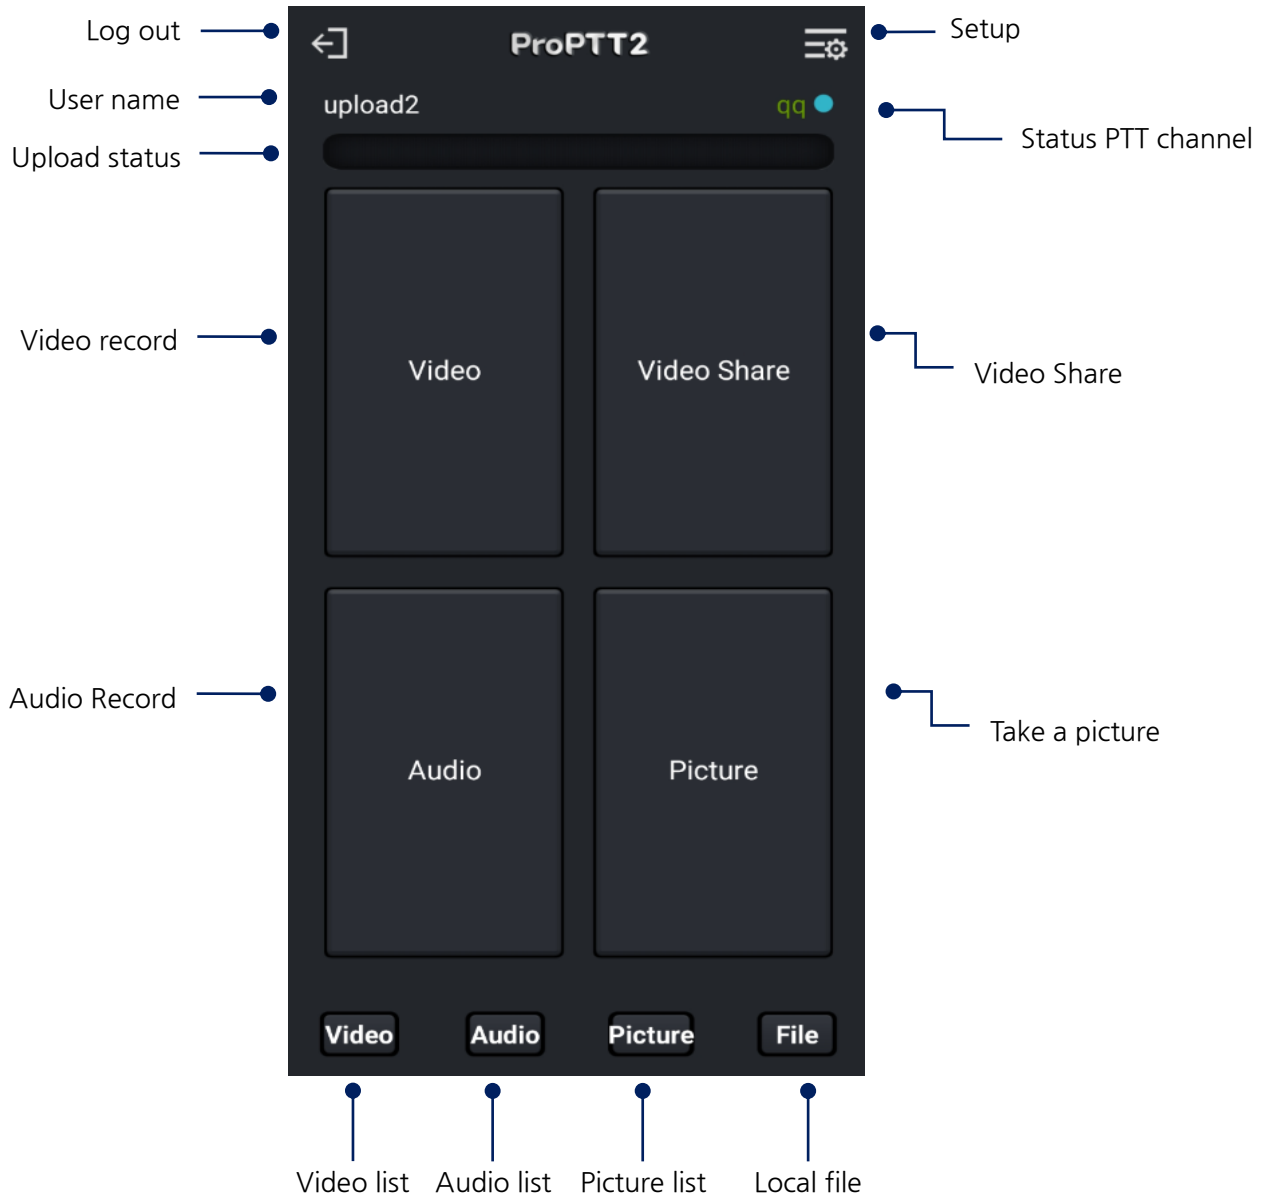 Log out
ProPTT2
Setup
User name
upload2
qq
Status PTT channel
Upload status
Video record
Video
Video Share
Video Share
Audio Record
Audio
Picture
Take a picture
Video
Audio
Picture
File
Video list
Audio list
Picture list
Local file